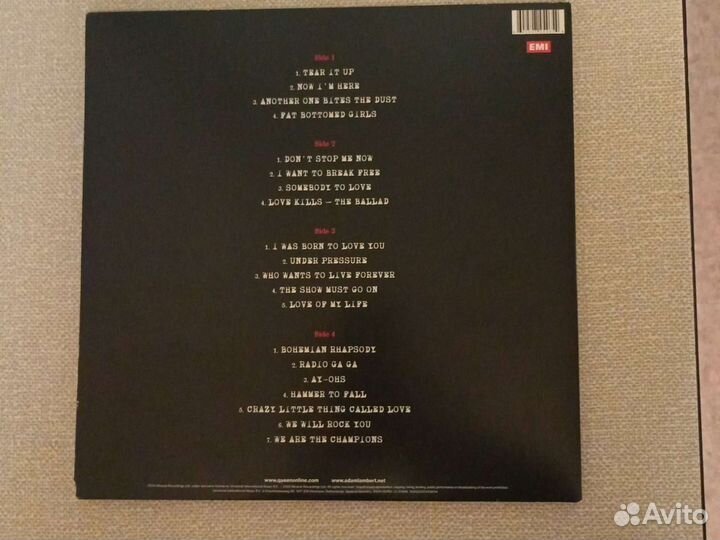 EMI
Side 1
1. TEAR IT UP
2. NOW I'M HERE
3. ANOTHER ONE BITES THE DUST
4. FAT BOTTOMED GIRLS
Side 2
1. DON'T STOP ME NOW
2. I WANT TO BREAK FREE
3. SOMEBODY TO LOVE
4. LOVE KILLS – THE BALLAD
Side 3
1. I WAS BORN TO LOVE YOU
2. UNDER PRESSURE
3. WHO WANTS TO LIVE FOREVER
4. THE SHOW MUST GO ON
5. LOVE OF MY LIFE
Side 4
1. BOHEMIAN RHAPSODY
2. RADIO GA GA
3. AY-OHS
4. HAMMER TO FALL
5. CRAZY LITTLE THING CALLED LOVE
6. WE WILL ROCK YOU
7. WE ARE THE CHAMPIONS
www.queenonline.com www.adamlambert.net
Avito